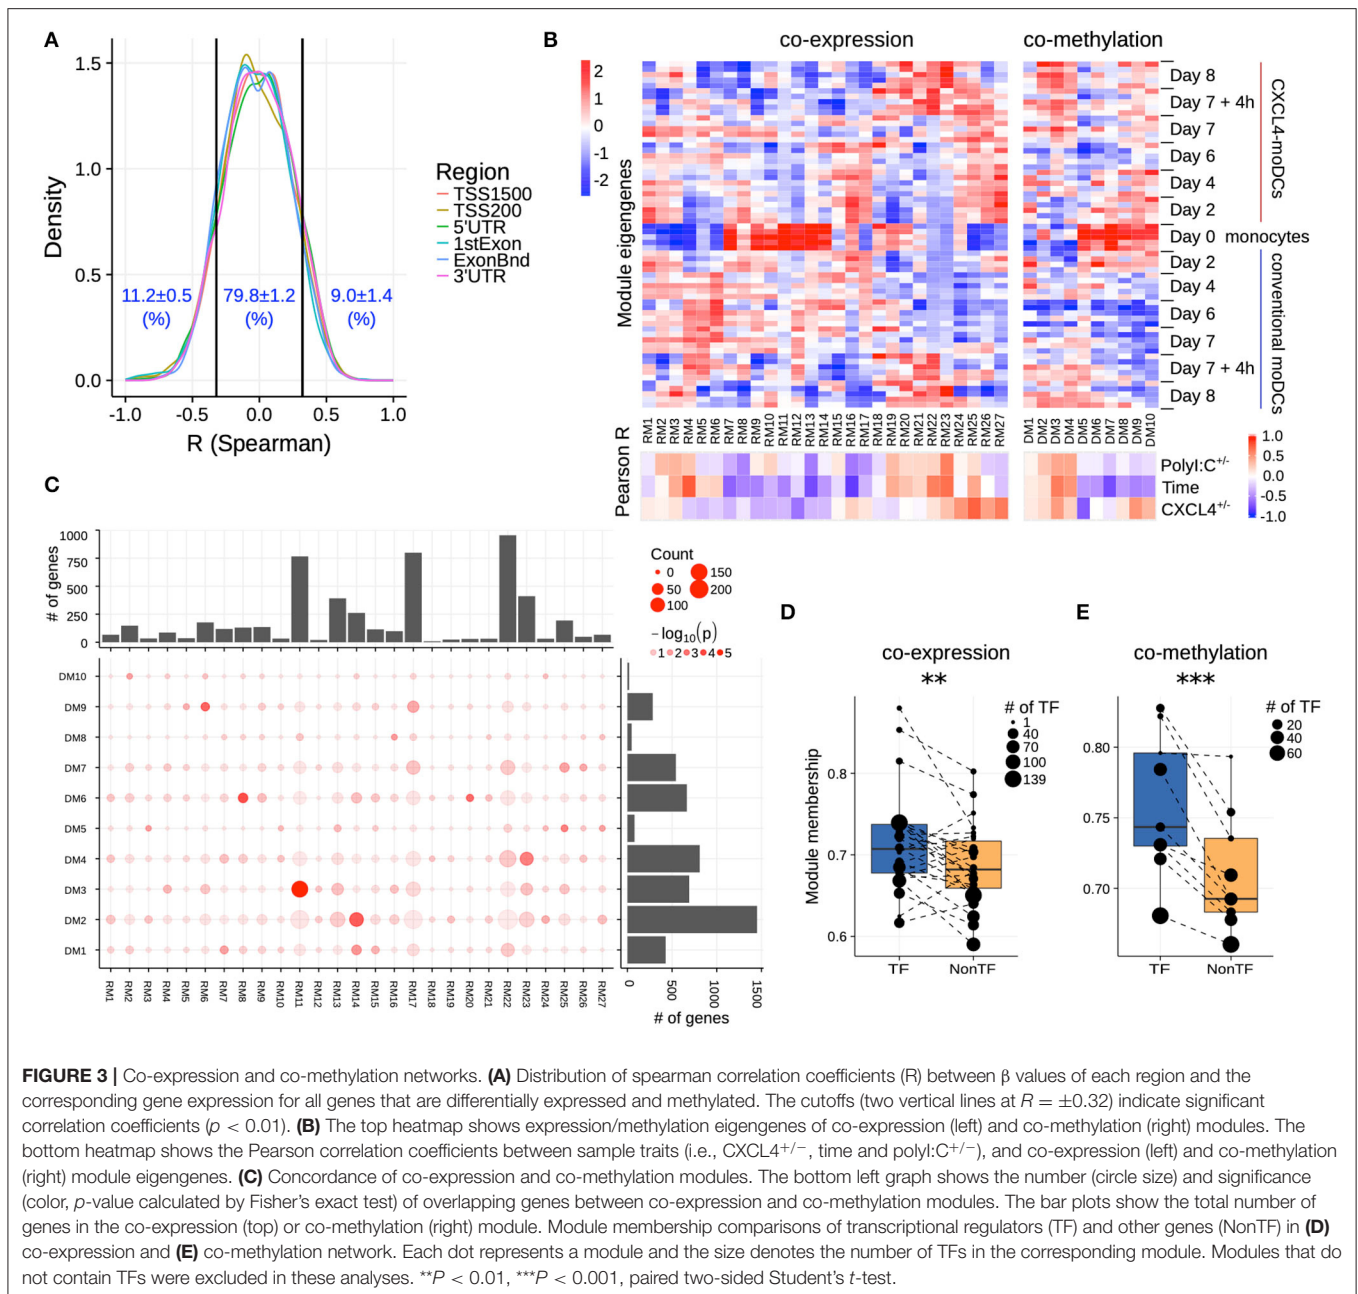 A
1.5
1.0
0.5
0.0
Density
-1.0 -0.5 0.0 0.5 1.0
R (Spearman)
11.2±0.5 (%)
79.8±1.2 (%)
9.0±1.4 (%)
Region
TSS1500
TSS200
5'UTR
1stExon
ExonBnd
3'UTR
B
co-expression
co-methylation
2
1
0
-1
-2
Module eigengenes
Day 8
Day 7 + 4h
Day 7
Day 6
Day 4
Day 2
Day 0 monocytes
Day 2
Day 4
Day 6
Day 7
Day 7 + 4h
Day 8
CXCL4-moDCs
conventional moDCs
RM1 RM2 RM3 RM4 RM5 RM6 RM7 RM8 RM9 RM10 RM11 RM12 RM13 RM14 RM15 RM16 RM17 RM18 RM19 RM20 RM21 RM22 RM23 RM24 RM25 RM26 RM27
DM1 DM2 DM3 DM4 DM5 DM6 DM7 DM8 DM9 DM10
Pearson R
PolyI:C+/-
Time
CXCL4+/-
1.0
0.5
0.0
-0.5
-1.0
C
# of genes
1000
750
500
250
0
Count
0
50
100
150
200
−log10(p)
1 2 3 4 5
DM10
DM9
DM8
DM7
DM6
DM5
DM4
DM3
DM2
DM1
RM1 RM2 RM3 RM4 RM5 RM6 RM7 RM8 RM9 RM10 RM11 RM12 RM13 RM14 RM15 RM16 RM17 RM18 RM19 RM20 RM21 RM22 RM23 RM24 RM25 RM26 RM27
0 500 1000 1500
# of genes
D
co-expression
**
Module membership
0.8
0.7
0.6
TF NonTF
# of TF
1
40
70
100
139
E
co-methylation
***
0.80
0.75
0.70
TF NonTF
# of TF
20
40
60
FIGURE 3 | Co-expression and co-methylation networks. (A) Distribution of spearman correlation coefficients (R) between β values of each region and the
corresponding gene expression for all genes that are differentially expressed and methylated. The cutoffs (two vertical lines at R = ±0.32) indicate significant
correlation coefficients (p < 0.01). (B) The top heatmap shows expression/methylation eigengenes of co-expression (left) and co-methylation (right) modules. The
bottom heatmap shows the Pearson correlation coefficients between sample traits (i.e., CXCL4+/−, time and polyI:C+/−), and co-expression (left) and co-methylation
(right) module eigengenes. (C) Concordance of co-expression and co-methylation modules. The bottom left graph shows the number (circle size) and significance
(color, p-value calculated by Fisher's exact test) of overlapping genes between co-expression and co-methylation modules. The bar plots show the total number of
genes in the co-expression (top) or co-methylation (right) module. Module membership comparisons of transcriptional regulators (TF) and other genes (NonTF) in (D)
co-expression and (E) co-methylation network. Each dot represents a module and the size denotes the number of TFs in the corresponding module. Modules that do
not contain TFs were excluded in these analyses. **P < 0.01, ***P < 0.001, paired two-sided Student's t-test.